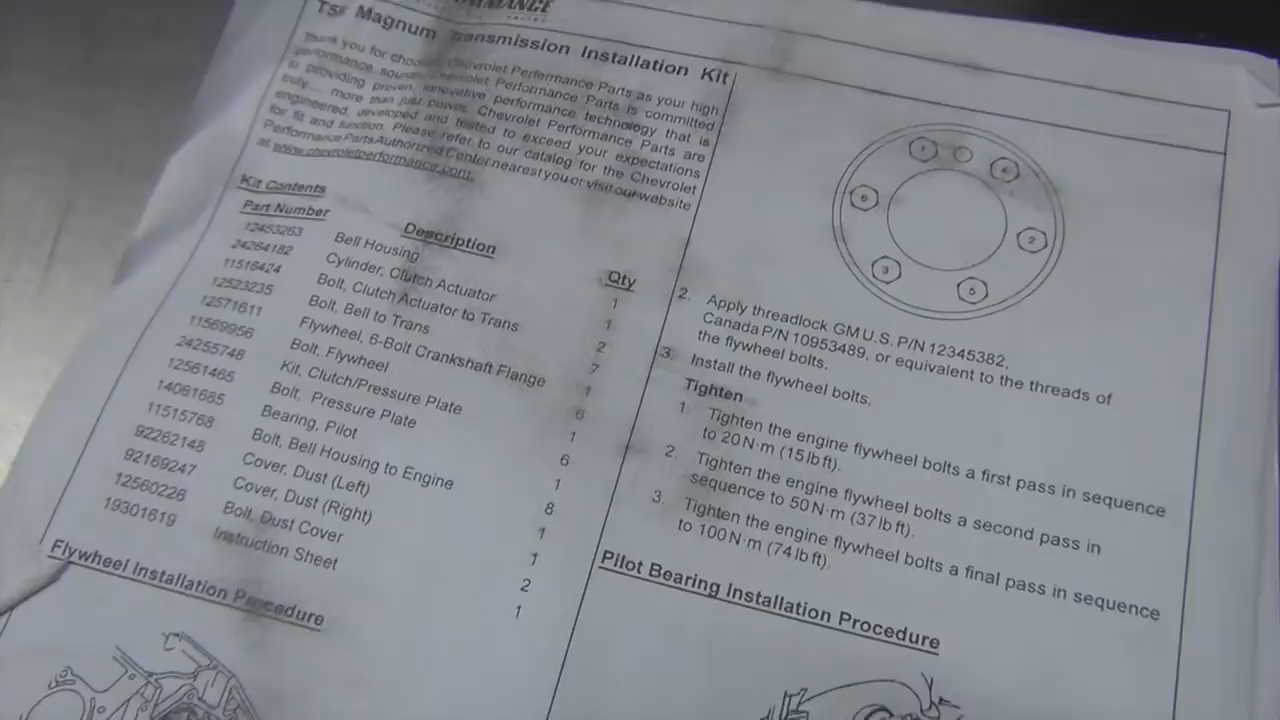 Magnum Transmission Installation Kit
Thank you for Chevrolet Performance Parts as your high
performance Chevrolet Performance Parts is committed
to providing proven, innovative performance technology that is
truly... more than just power. Chevrolet Performance Parts are
engineered, developed and tested to exceed your expectations
for fit and function. Please refer to our catalog for the Chevrolet
Performance Parts Authorized Center nearest you or visit our website
at www.chevroletperformance.com.
Kit Contents
Part Number Description Qty
12453263 Bell Housing 1
24264182 Cylinder, Clutch Actuator 1
11516424 Bolt, Clutch Actuator to Trans 2
12523235 Bolt, Bell to Trans 7
12571611 Flywheel, 6-Bolt Crankshaft Flange 1
11569956 Bolt, Flywheel 6
24255748 Kit, Clutch/Pressure Plate 1
12561465 Bolt, Pressure Plate 6
14061685 Bearing, Pilot 1
11515768 Bolt, Bell Housing to Engine 8
92262148 Cover, Dust (Left) 1
92169247 Cover, Dust (Right) 1
12560228 Bolt, Dust Cover 2
19301619 Instruction Sheet 1
Flywheel Installation Procedure
1
4
6
2
3
5
2. Apply threadlock GM U.S. P/N 12345382,
Canada P/N 10953489, or equivalent to the threads of
the flywheel bolts.
3. Install the flywheel bolts.
Tighten
1. Tighten the engine flywheel bolts a first pass in sequence
to 20 N·m (15 lb ft).
2. Tighten the engine flywheel bolts a second pass in
sequence to 50 N·m (37 lb ft).
3. Tighten the engine flywheel bolts a final pass in sequence
to 100 N·m (74 lb ft).
Pilot Bearing Installation Procedure